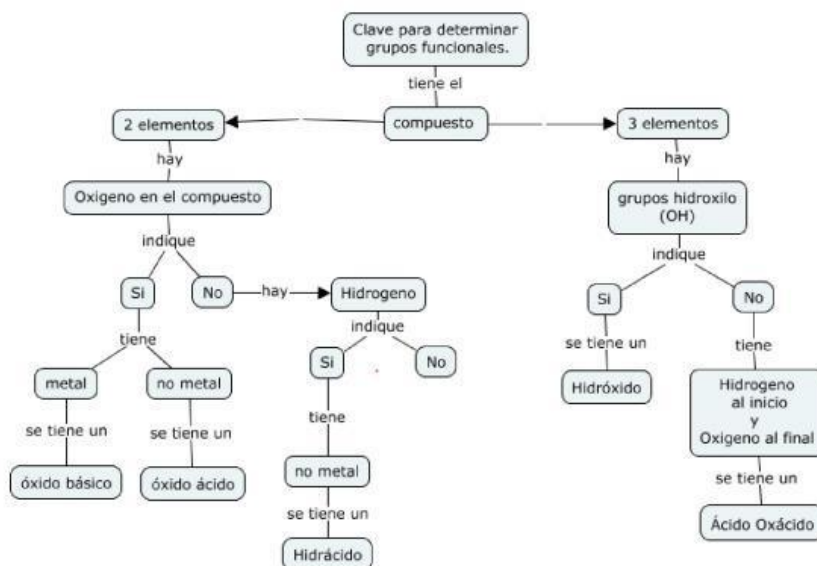 Clave para determinar
grupos funcionales.
tiene el
2 elementos
compuesto
3 elementos
hay
hay
Oxigeno en el compuesto
grupos hidroxilo
(OH)
indique
indique
Si
No
hay
Hidrogeno
Si
No
tiene
indique
se tiene un
tiene
metal
no metal
Si
No
Hidróxido
Hidrogeno
al inicio
y
Oxigeno al final
se tiene un
se tiene un
tiene
óxido básico
óxido ácido
no metal
se tiene un
se tiene un
Ácido Oxácido
Hidrácido